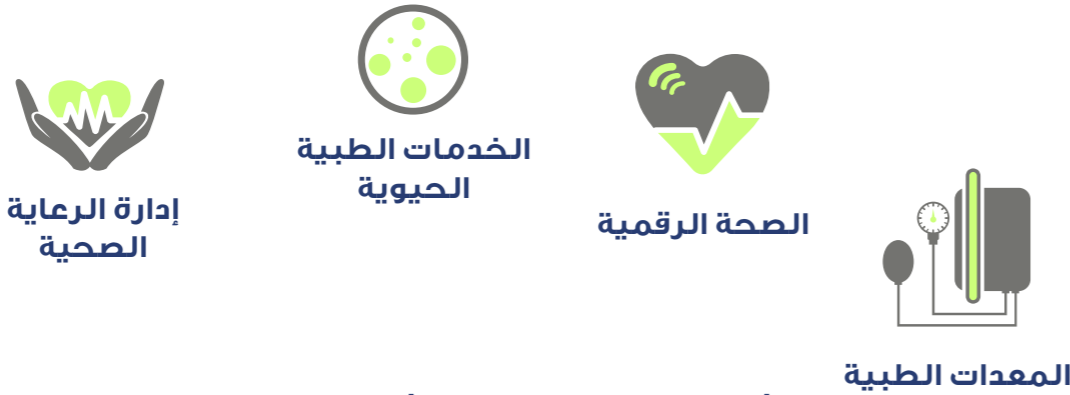 المعدات الطبية
الصحة الرقمية
الخدمات الطبية
الحيوية
إدارة الرعاية
الصحية